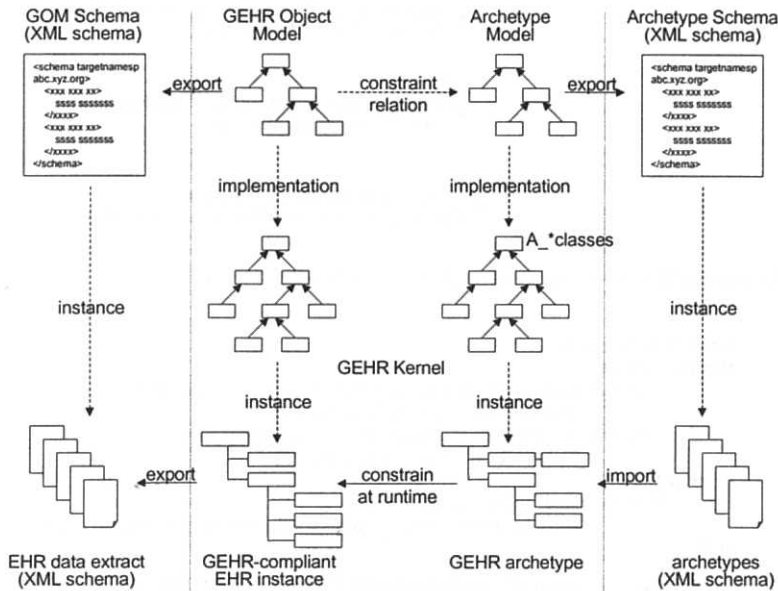 GOM Schema
(XML schema)
GEHR Object
Model
Archetype
Model
Archetype Schema
(XML schema)
<schema targetnamesp
abc.xyz.org>
<xxx xxx xx>
ssss sssssss
</xxxx>
<xxx xxx xx>
ssss sssssss
</xxxx>
</schema>
export
constraint
relation
export
<schema targetnamesp
abc.xyz.org>
<xxx xxx xx>
ssss sssssss
</xxxx>
<xxx xxx xx>
ssss sssssss
</xxxx>
</schema>
implementation
implementation
A_*classes
instance
instance
GEHR Kernel
instance
instance
export
constrain
at runtime
import
EHR data extract
(XML schema)
GEHR-compliant
EHR instance
GEHR archetype
archetypes
(XML schema)